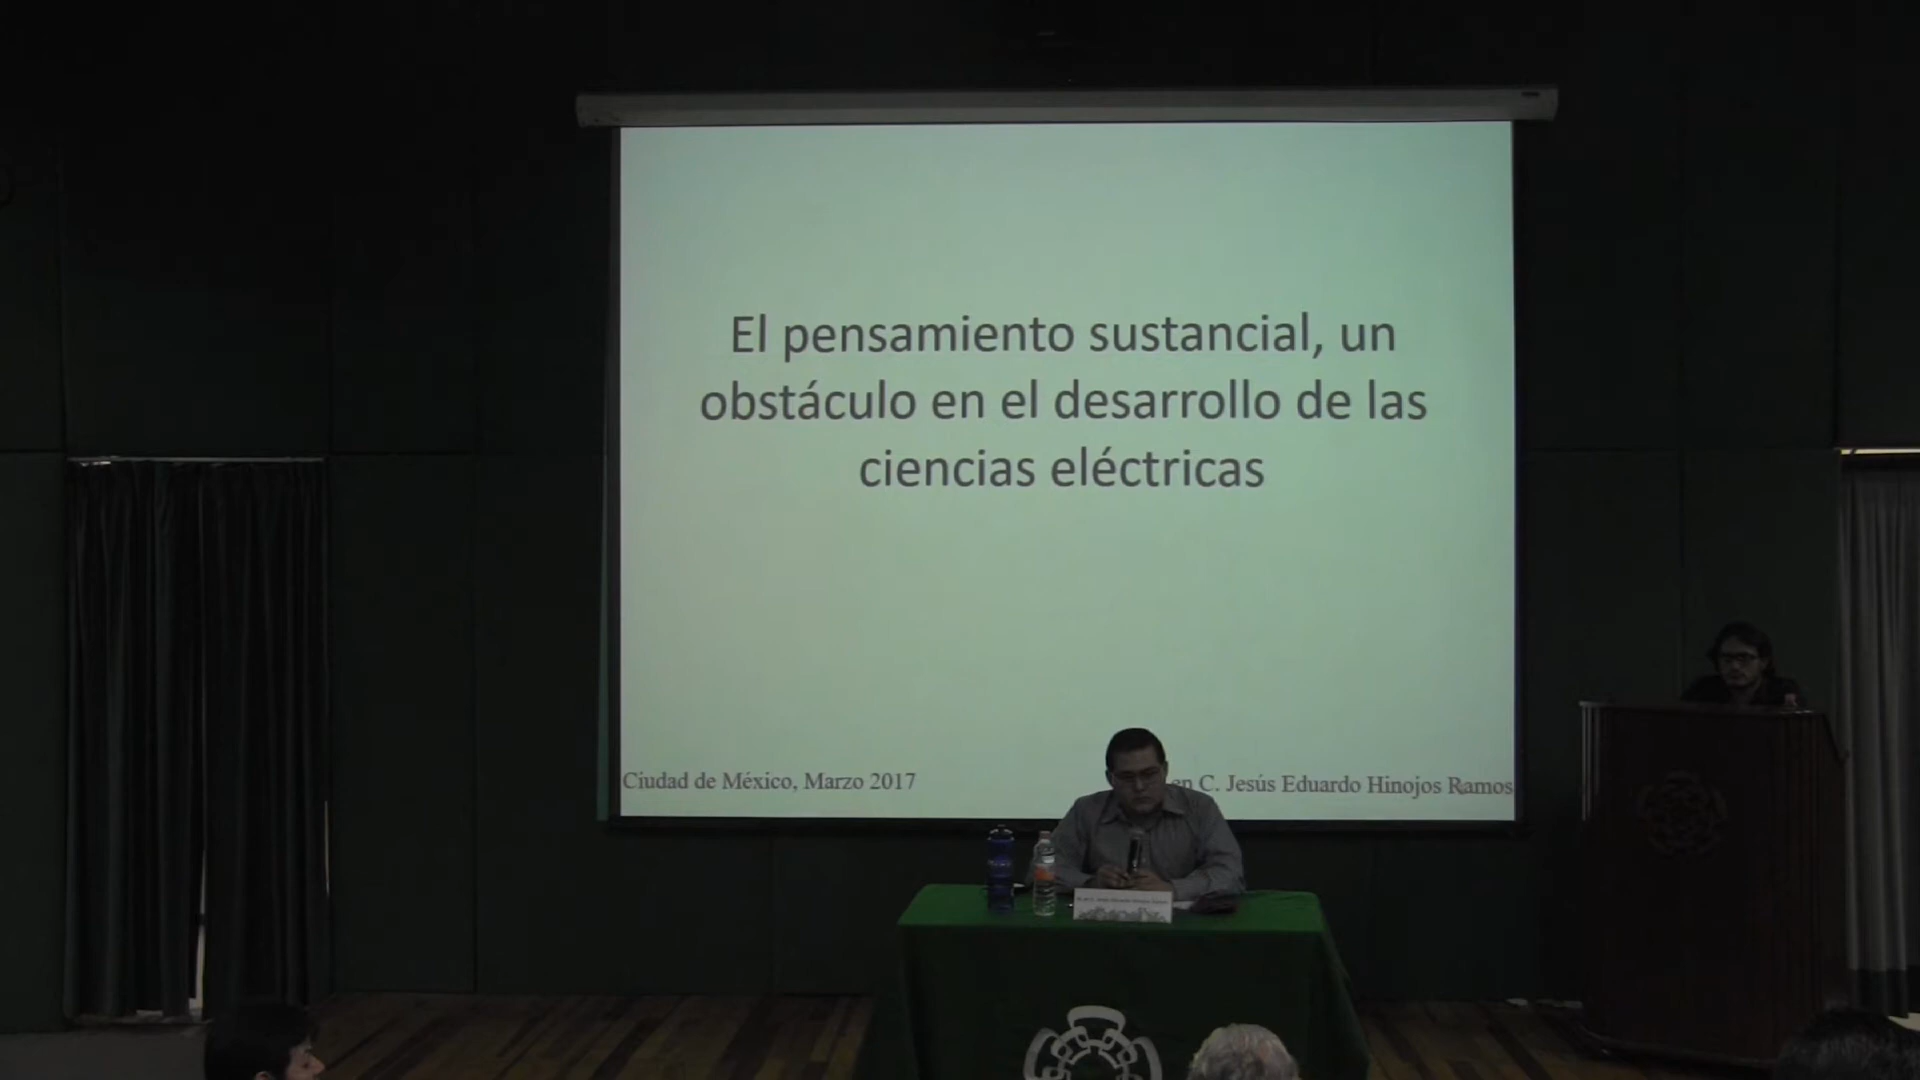 El pensamiento sustancial, un
obstáculo en el desarrollo de las
ciencias eléctricas
Ciudad de México, Marzo 2017
en C. Jesús Eduardo Hinojos Ramos